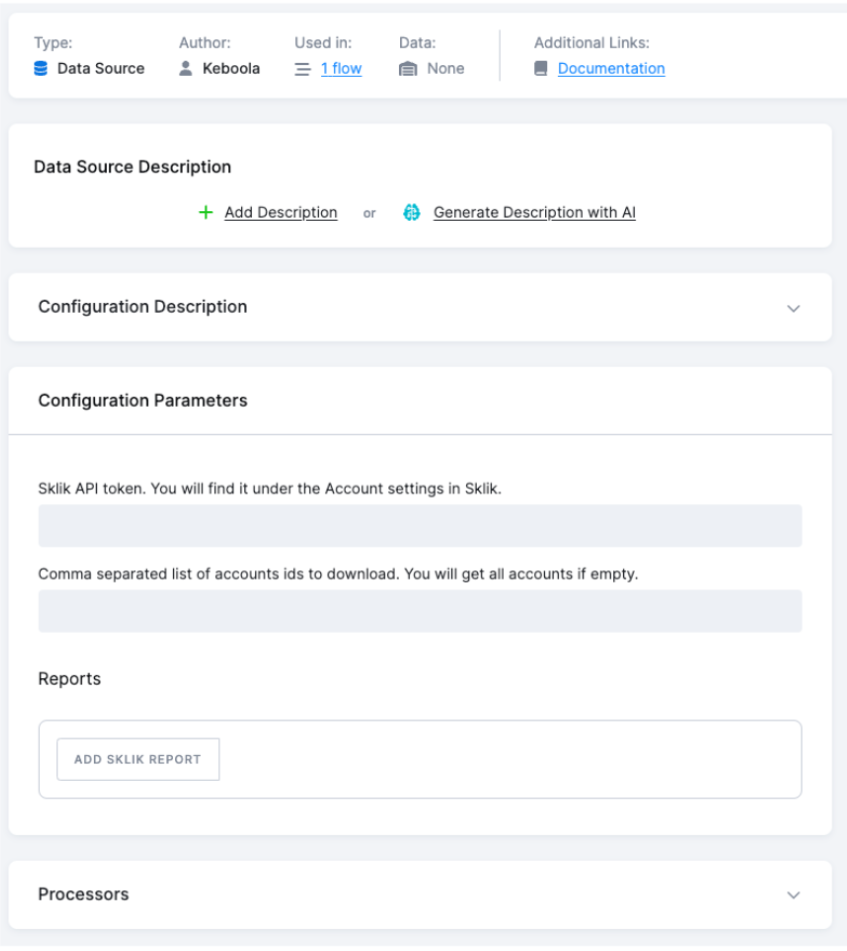 Type: Author: Used in: Data: Additional Links:
Data Source Keboola 1 flow None Documentation
Data Source Description
Add Description or Generate Description with AI
Configuration Description
Configuration Parameters
Sklik API token. You will find it under the Account settings in Sklik.
Comma separated list of accounts ids to download. You will get all accounts if empty.
Reports
ADD SKLIK REPORT
Processors